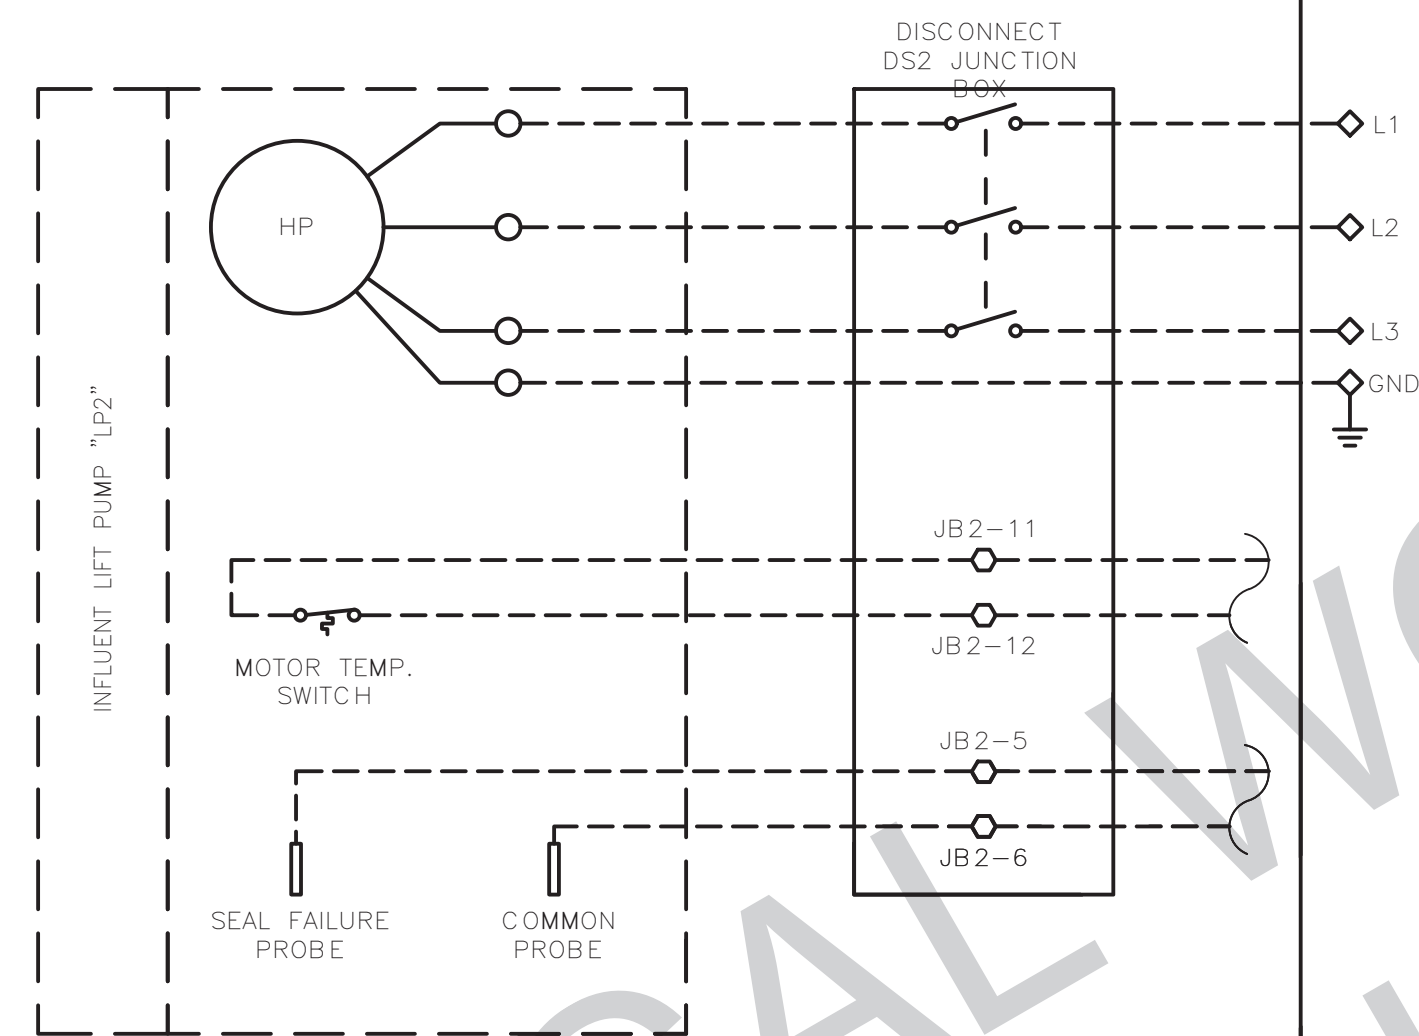 DISCONNECT
DS2 JUNCTION
BOX
L1
HP
L2
L3
GND
INFLUENT LIFT PUMP "LP2"
JB2-11
JB2-12
MOTOR TEMP.
SWITCH
JB2-5
JB2-6
SEAL FAILURE
PROBE
COMMON
PROBE